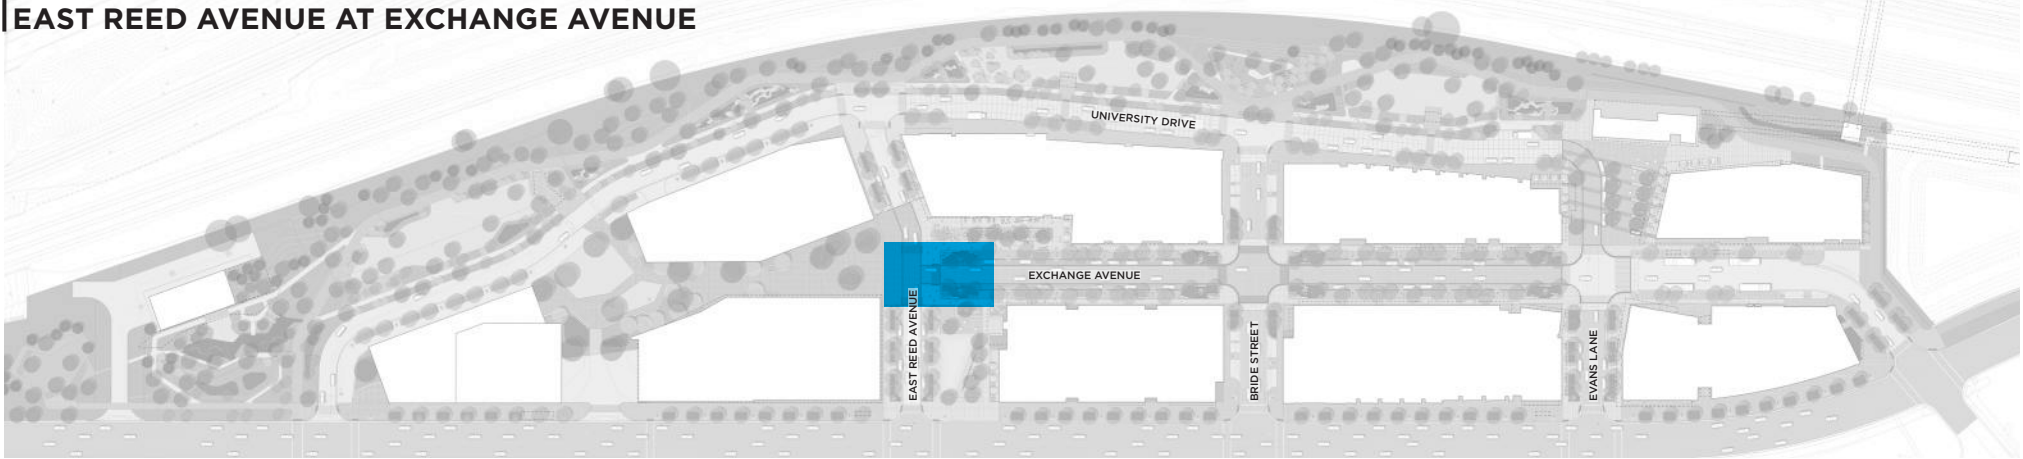 EAST REED AVENUE AT EXCHANGE AVENUE
UNIVERSITY DRIVE
EXCHANGE AVENUE
EAST REED AVENUE
BRIDE STREET
EVANS LANE